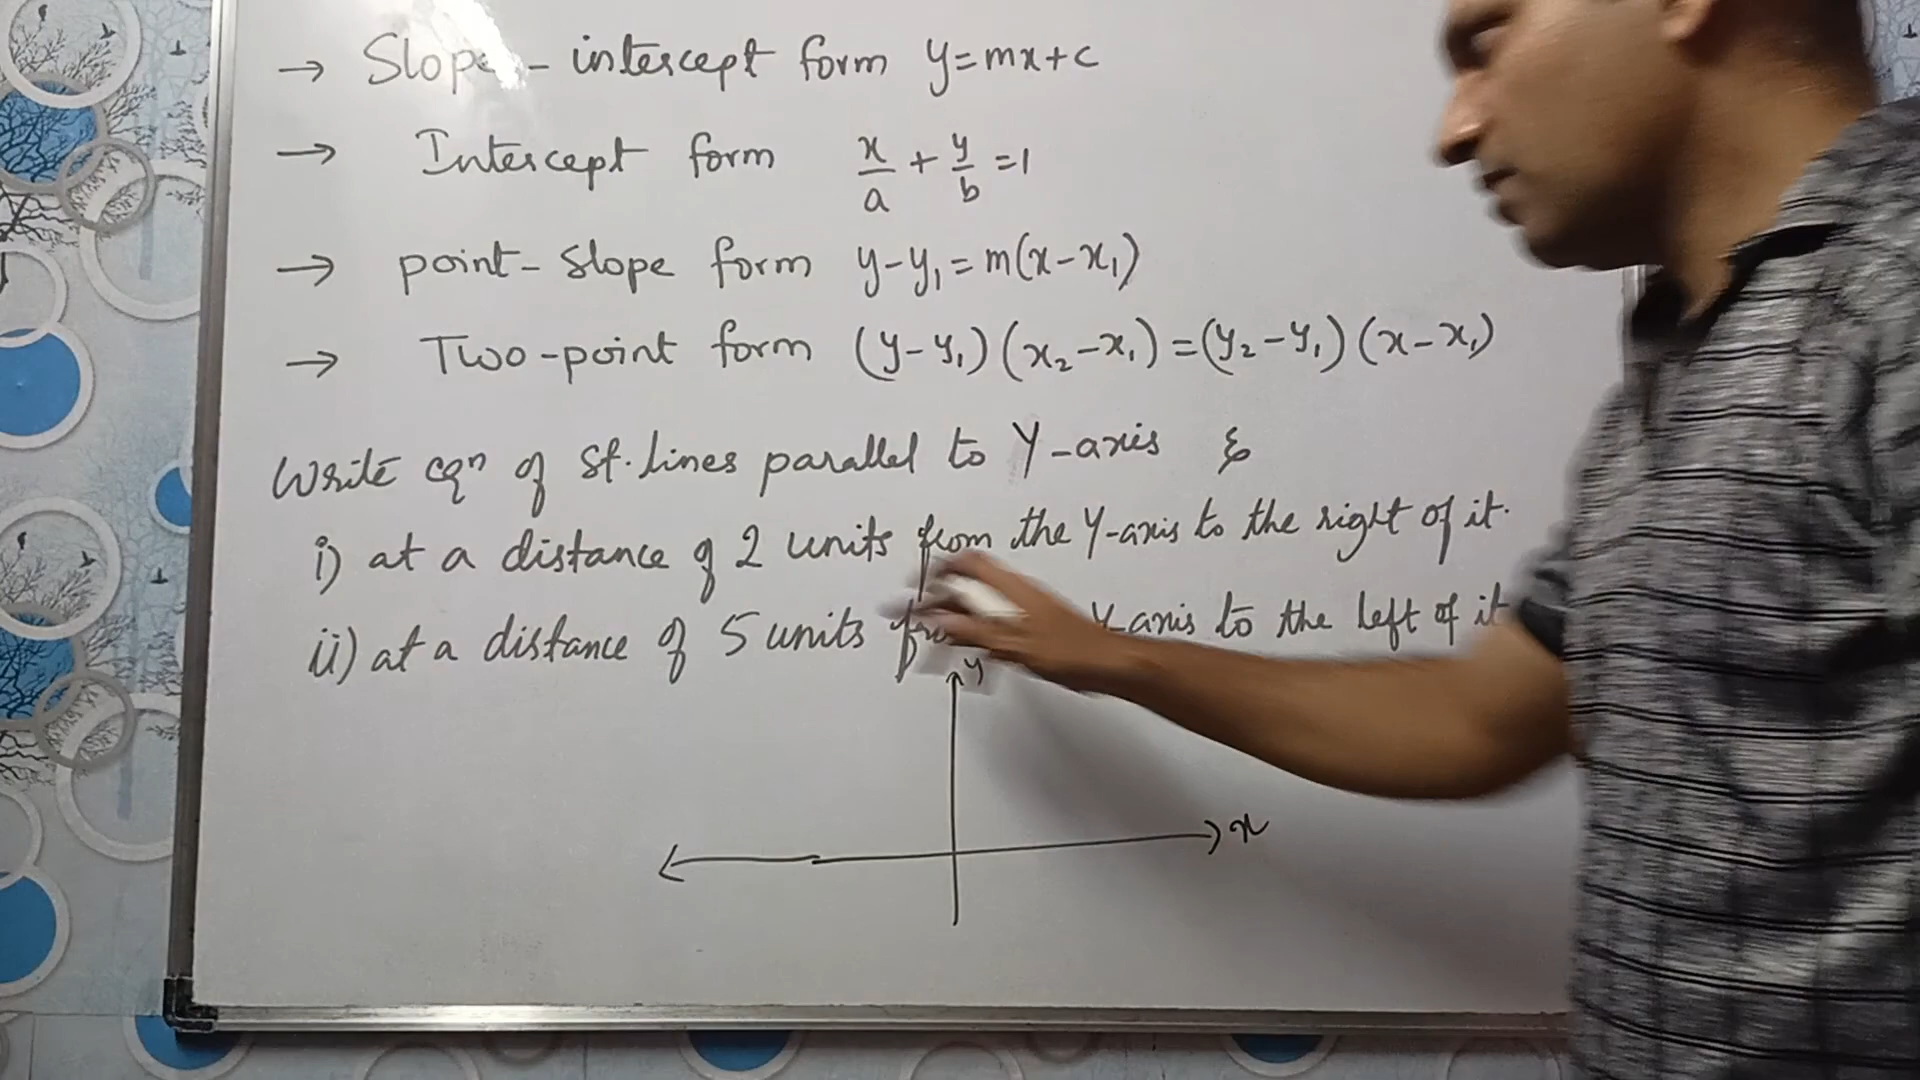 → Slope - intercept form y=mx+c
→ Intercept form x/a + y/b =1
→ point- slope form y-y₁=m(x-x₁)
→ Two-point form (y-y₁)(x₂-x₁)=(y₂-y₁)(x-x₁)
Write eqⁿ of st. lines parallel to Y-axis &
i) at a distance of 2 units from the Y-axis to the right of it.
ii) at a distance of 5 units Y-axis to the left of it
y
x